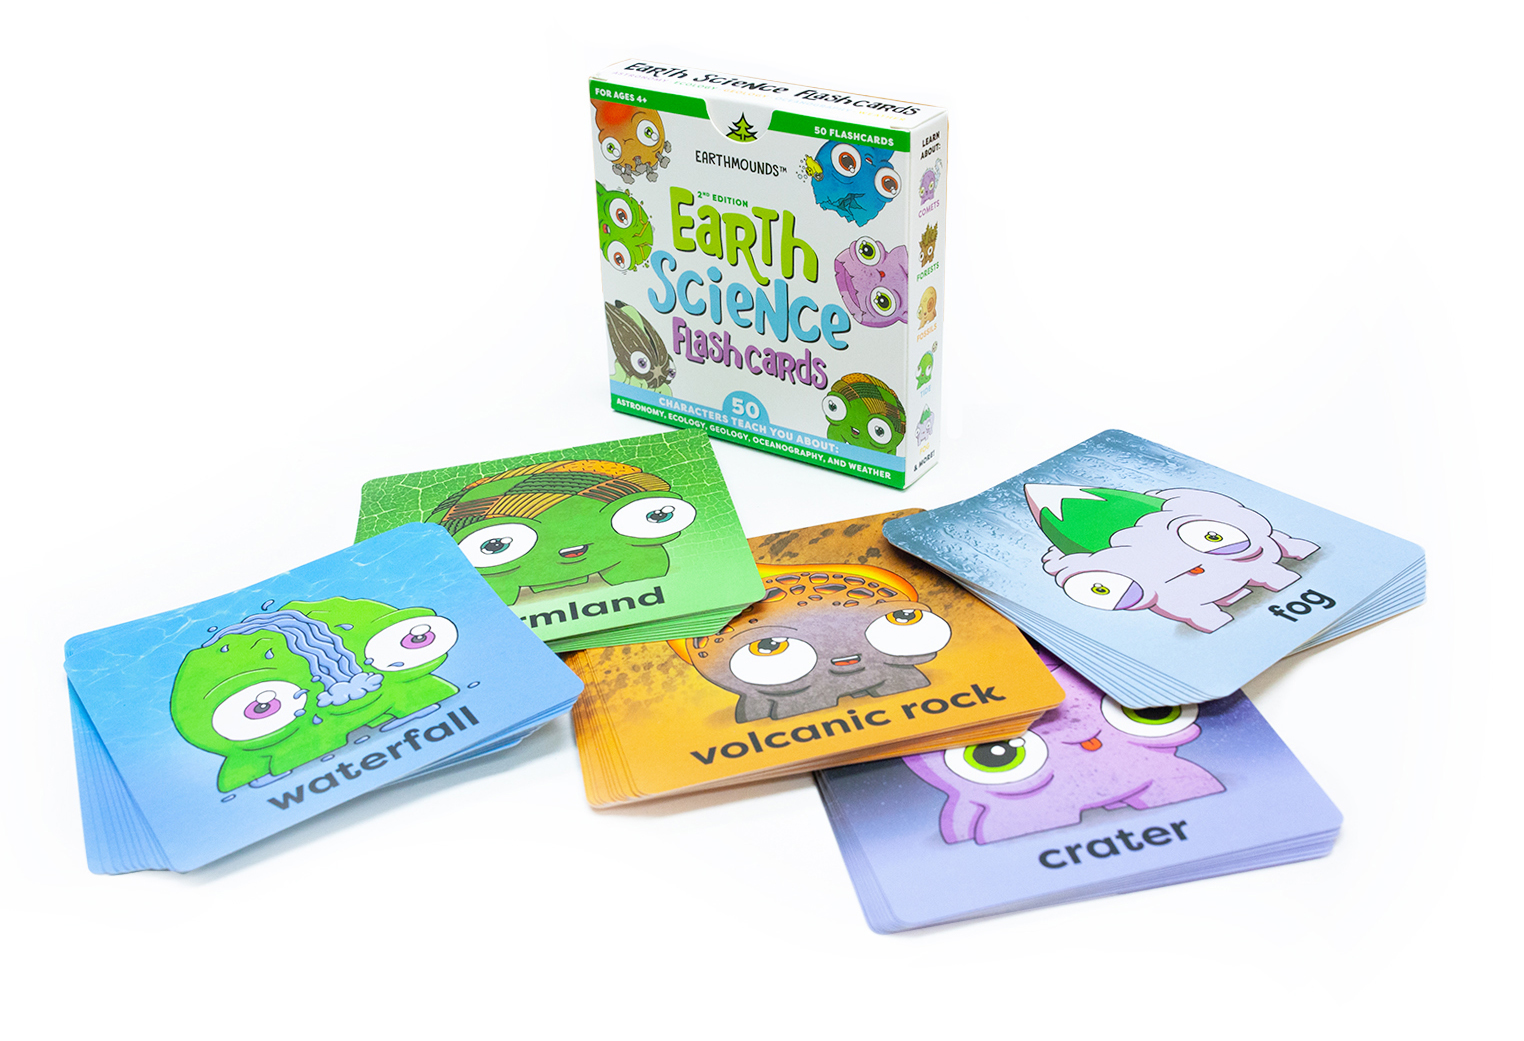 EARTH SCIENCE FLASHCARDS
FOR AGES 4+
50 FLASHCARDS
EARTHMOUNDS™
2ND EDITION
EARTH
SCIENCE
FLASHCARDS
50
CHARACTERS TEACH YOU ABOUT:
ASTRONOMY, ECOLOGY, GEOLOGY, OCEANOGRAPHY, AND WEATHER
LEARN
ABOUT:
COMETS
FORESTS
FOSSILS
TIDE
& MORE!
rmland
waterfall
volcanic rock
fog
crater